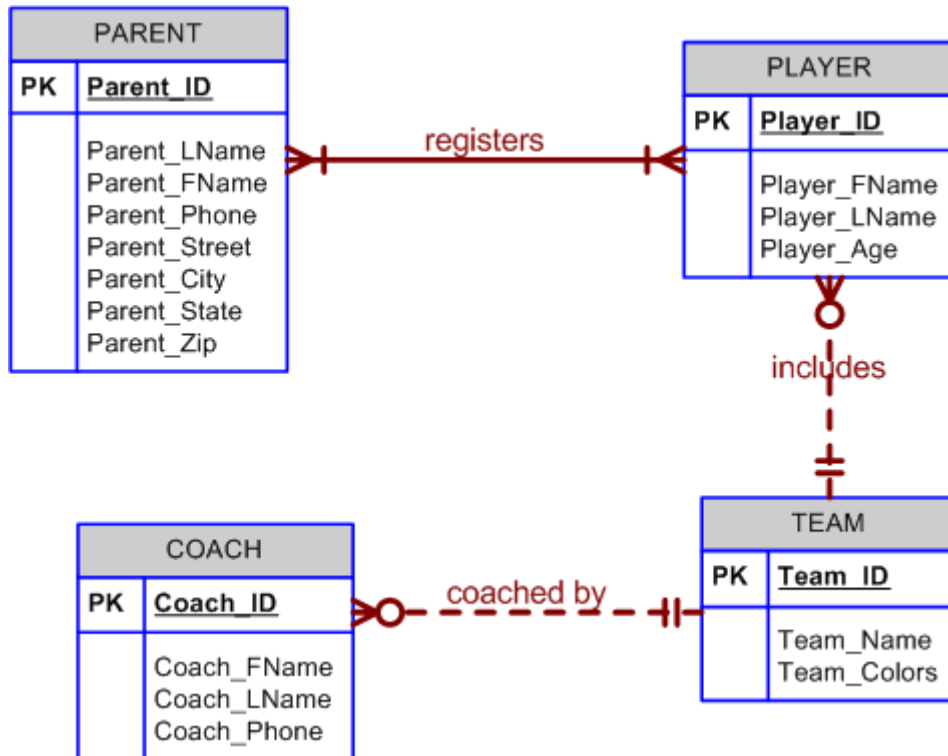 PARENT
PK Parent_ID
Parent_LName
Parent_FName
Parent_Phone
Parent_Street
Parent_City
Parent_State
Parent_Zip
registers
PLAYER
PK Player_ID
Player_FName
Player_LName
Player_Age
includes
COACH
PK Coach_ID
Coach_FName
Coach_LName
Coach_Phone
coached by
TEAM
PK Team_ID
Team_Name
Team_Colors